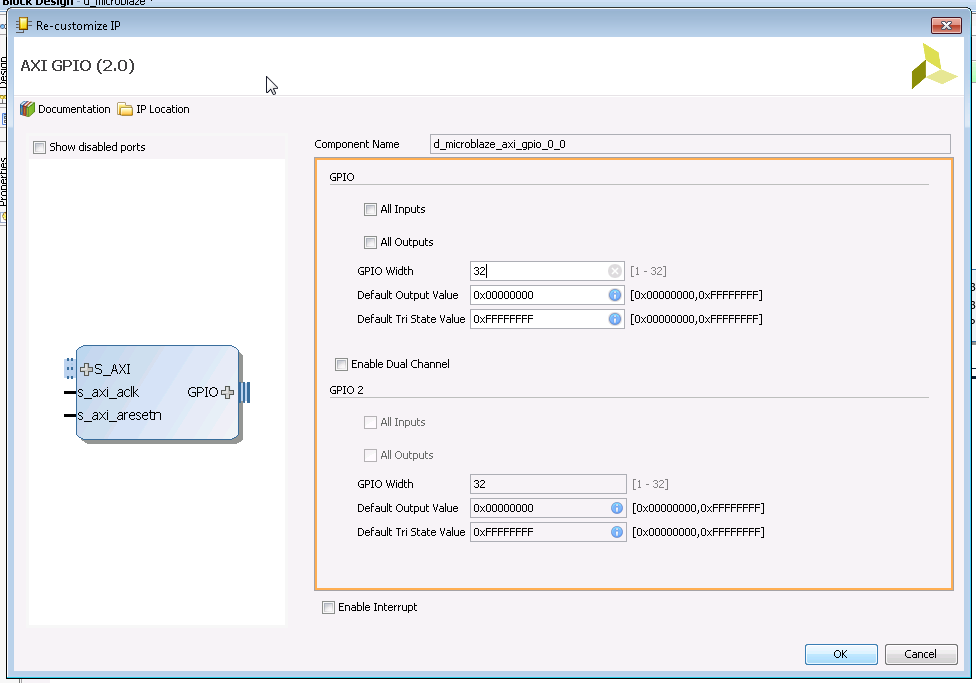 Block Design - d_microblaze *
Re-customize IP
AXI GPIO (2.0)
Documentation IP Location
Show disabled ports
Component Name d_microblaze_axi_gpio_0_0
GPIO
All Inputs
All Outputs
GPIO Width 32 [1 - 32]
Default Output Value 0x00000000 [0x00000000,0xFFFFFFFF]
Default Tri State Value 0xFFFFFFFF [0x00000000,0xFFFFFFFF]
Enable Dual Channel
GPIO 2
All Inputs
All Outputs
GPIO Width 32 [1 - 32]
Default Output Value 0x00000000 [0x00000000,0xFFFFFFFF]
Default Tri State Value 0xFFFFFFFF [0x00000000,0xFFFFFFFF]
Enable Interrupt
S_AXI
s_axi_aclk GPIO
s_axi_aresetn
OK Cancel
Design
Properties